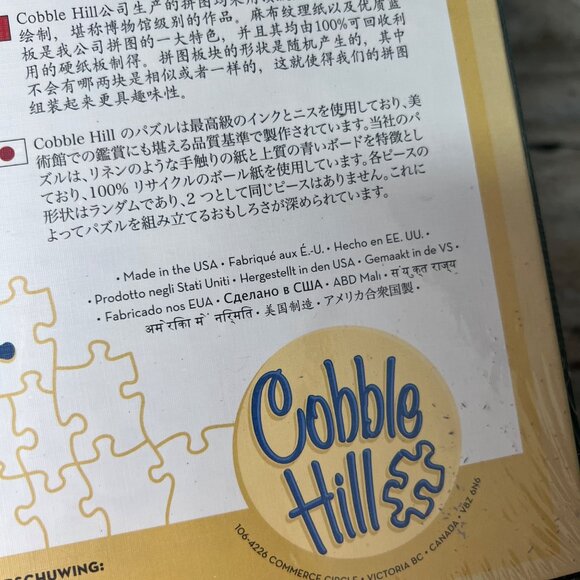 Cobble Hill公司生产的拼图均采用
绘制，堪称博物馆级别的作品。麻布纹理纸以及优质蓝
板是我公司拼图的一大特色，并且其均由100%可回收利
用的硬纸板制得。拼图板块的形状是随机产生的，其中
不会有哪两块是相似或者一样的，这就使得我们的拼图
组装起来更具趣味性。
Cobble Hill のパズルは最高級のインクとニスを使用しており、美
術館での鑑賞にも堪える品質基準で製作されています。当社のパ
ズルは、リネンのような手触りの紙と上質の青いボードを特徴とし
ており、100% リサイクルのボール紙を使用しています。各ピースの
形状はランダムであり、2 つとして同じピースはありません。これに
よってパズルを組み立てるおもしろさが深められています。
· Made in the USA · Fabriqué aux É.-U. · Hecho en EE. UU. ·
· Prodotto negli Stati Uniti · Hergestellt in den USA · Gemaakt in de VS ·
· Fabricado nos EUA · Сделано в США · ABD Malı · संयुक्त राज्य
अमेरिका में निर्मित · 美国制造 · アメリカ合衆国製 ·
Cobble
Hill
106-4226 COMMERCE CIRCLE · VICTORIA BC · CANADA · V8Z 6N6
SCHUWING: